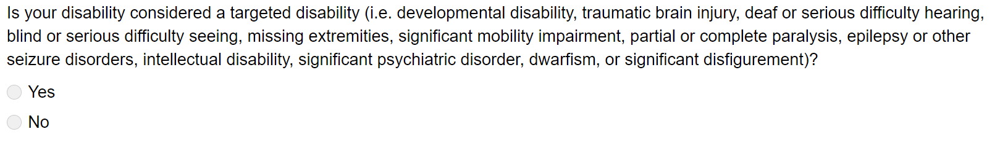 Is your disability considered a targeted disability (i.e. developmental disability, traumatic brain injury, deaf or serious difficulty hearing,
blind or serious difficulty seeing, missing extremities, significant mobility impairment, partial or complete paralysis, epilepsy or other
seizure disorders, intellectual disability, significant psychiatric disorder, dwarfism, or significant disfigurement)?
Yes
No